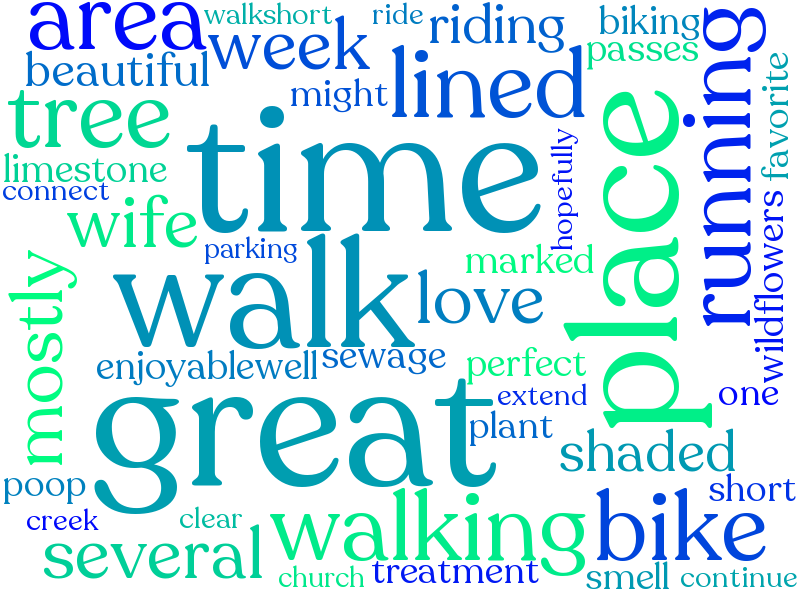 walkshort
ride
area
week
riding
biking
passes
running
beautiful
might
lined
favorite
tree
time
place
limestone
connect
hopefully
wife
parking
marked
wildflowers
mostly
walk
love
enjoyablewell
sewage
perfect
extend
one
great
plant
shaded
poop
short
creek
clear
walking
bike
several
church
treatment
smell
continue